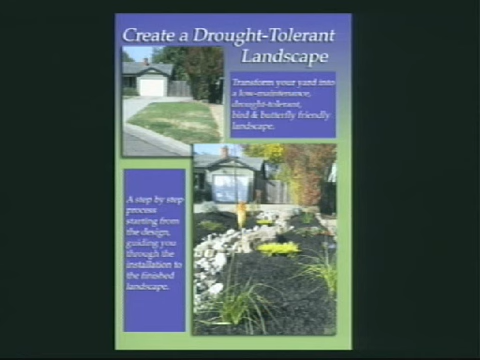 Create a Drought-Tolerant
Landscape
Transform your yard into
a low-maintenance,
drought-tolerant,
bird & butterfly friendly
landscape.
A step by step
process
starting from
the design,
guiding you
through the
installation to
the finished
landscape.